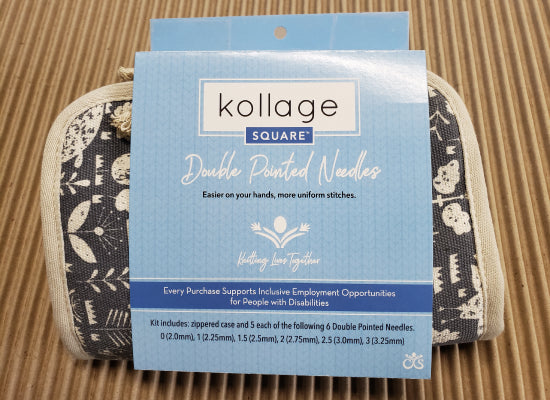 kollage
SQUARE™
Double Pointed Needles
Easier on your hands, more uniform stitches.
Knitting Lives Together
Every Purchase Supports Inclusive Employment Opportunities
for People with Disabilities
Kit includes: zippered case and 5 each of the following 6 Double Pointed Needles.
0 (2.0mm), 1 (2.25mm), 1.5 (2.5mm), 2 (2.75mm), 2.5 (3.0mm), 3 (3.25mm)